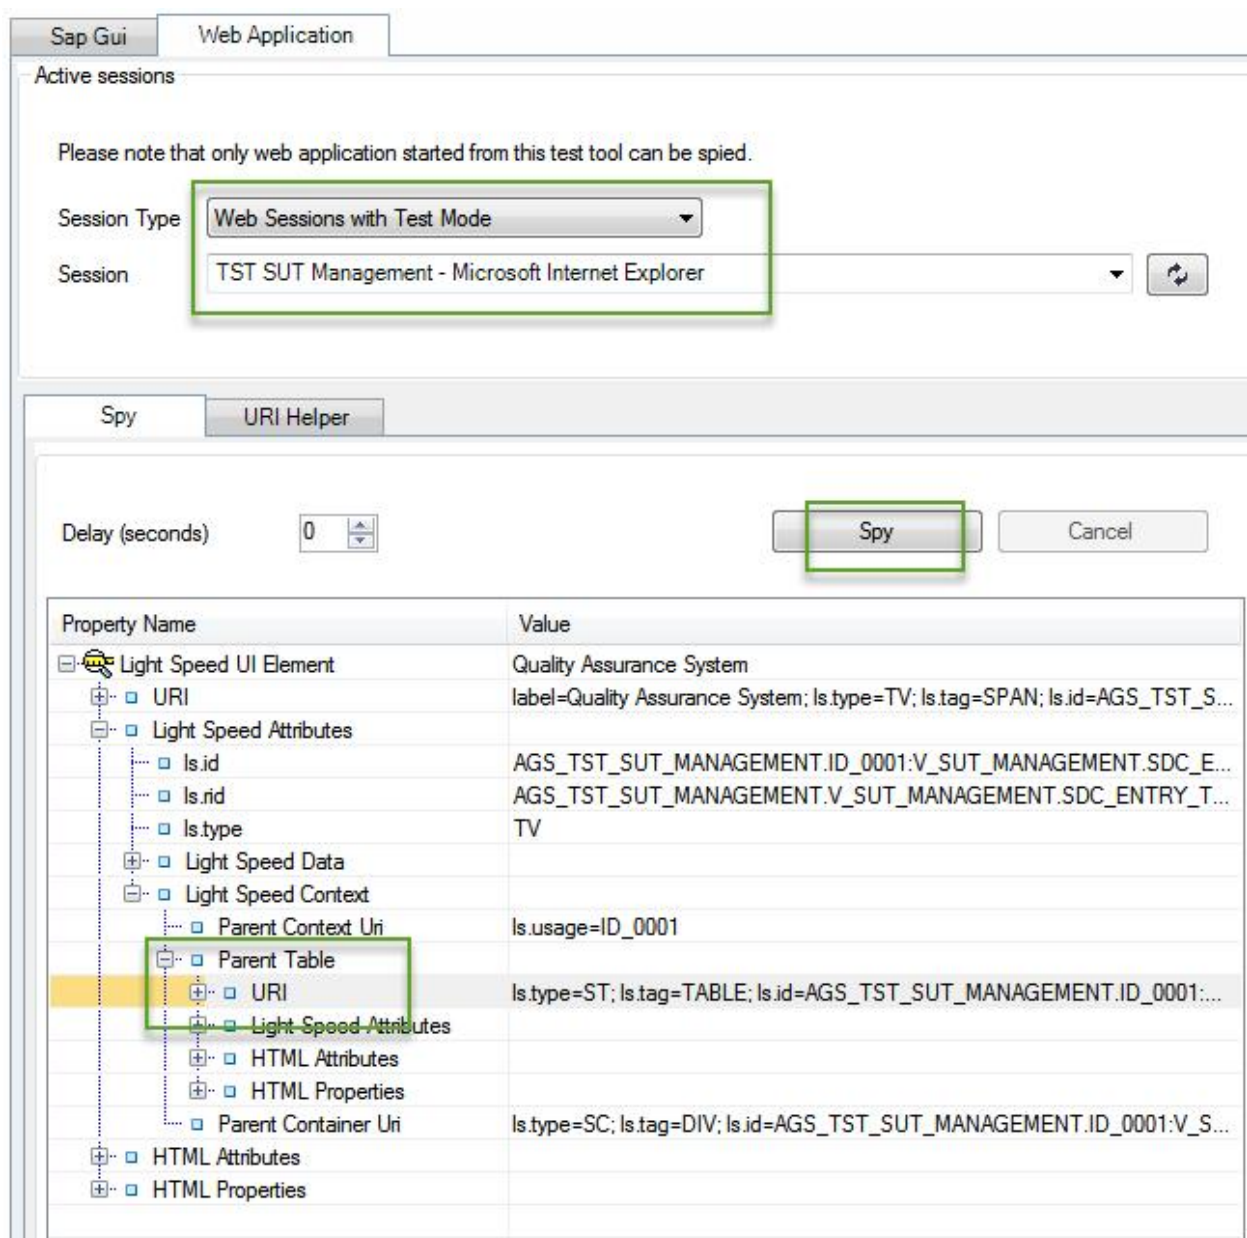 Sap Gui Web Application
Active sessions
Please note that only web application started from this test tool can be spied.
Session Type Web Sessions with Test Mode
Session TST SUT Management - Microsoft Internet Explorer
Spy URI Helper
Delay (seconds) 0 Spy Cancel
Property Name Value
Light Speed UI Element Quality Assurance System
URI label=Quality Assurance System; ls.type=TV; ls.tag=SPAN; ls.id=AGS_TST_S...
Light Speed Attributes
ls.id AGS_TST_SUT_MANAGEMENT.ID_0001:V_SUT_MANAGEMENT.SDC_E...
ls.rid AGS_TST_SUT_MANAGEMENT.V_SUT_MANAGEMENT.SDC_ENTRY_T...
ls.type TV
Light Speed Data
Light Speed Context
Parent Context Uri ls.usage=ID_0001
Parent Table
URI ls.type=ST; ls.tag=TABLE; ls.id=AGS_TST_SUT_MANAGEMENT.ID_0001:...
Light Speed Attributes
HTML Attributes
HTML Properties
Parent Container Uri ls.type=SC; ls.tag=DIV; ls.id=AGS_TST_SUT_MANAGEMENT.ID_0001:V_S...
HTML Attributes
HTML Properties